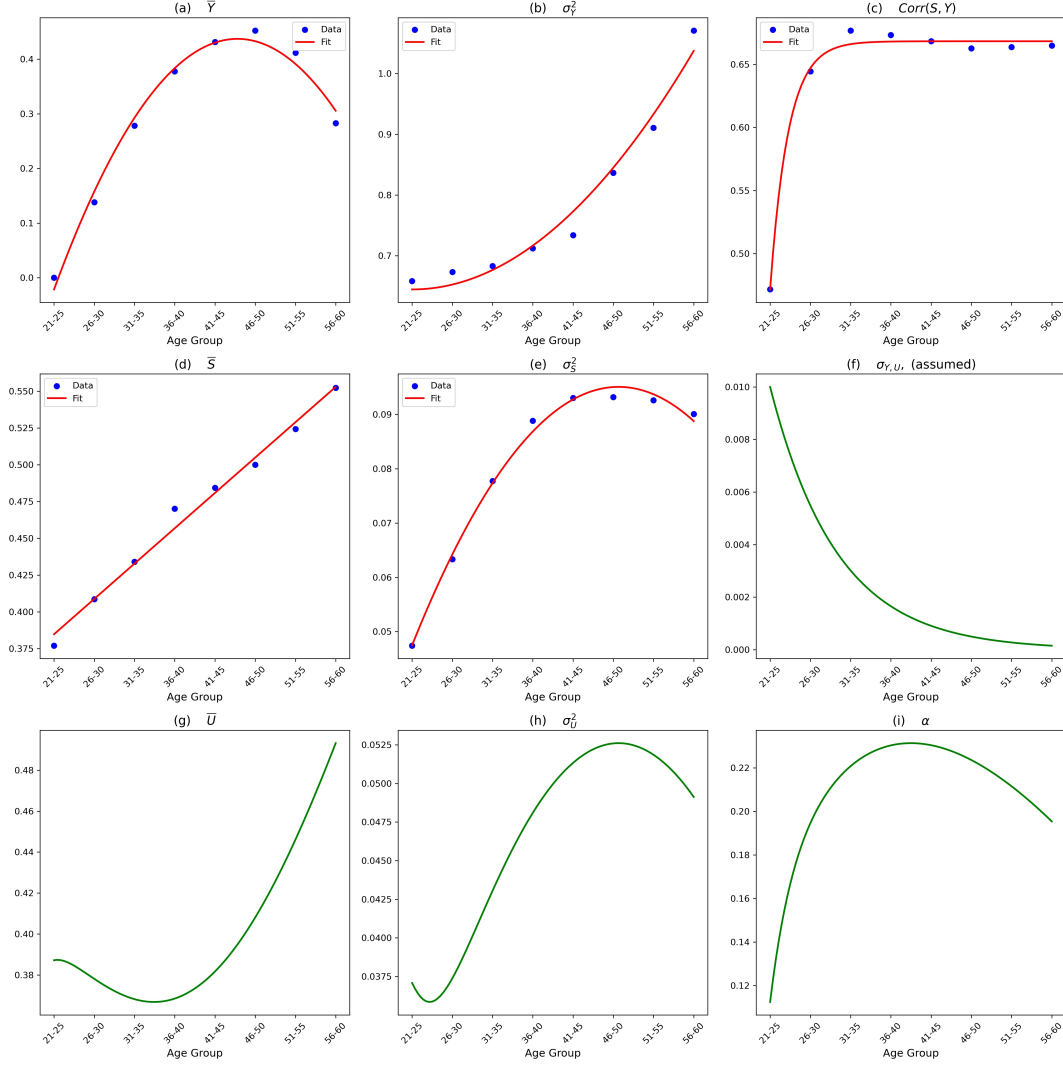 (a) Y̅
(b) σ²_Y
(c) Corr(S, Y)
Data
Fit
Data
Fit
Data
Fit
0.4
0.3
0.2
0.1
0.0
1.0
0.9
0.8
0.7
0.65
0.60
0.55
0.50
21-25 26-30 31-35 36-40 41-45 46-50 51-55 56-60
21-25 26-30 31-35 36-40 41-45 46-50 51-55 56-60
21-25 26-30 31-35 36-40 41-45 46-50 51-55 56-60
Age Group
Age Group
Age Group
(d) S̅
(e) σ²_S
(f) σ_Y,U, (assumed)
Data
Fit
Data
Fit
0.550
0.525
0.500
0.475
0.450
0.425
0.400
0.375
0.09
0.08
0.07
0.06
0.05
0.010
0.008
0.006
0.004
0.002
0.000
21-25 26-30 31-35 36-40 41-45 46-50 51-55 56-60
21-25 26-30 31-35 36-40 41-45 46-50 51-55 56-60
21-25 26-30 31-35 36-40 41-45 46-50 51-55 56-60
Age Group
Age Group
Age Group
(g) U̅
(h) σ²_U
(i) α
0.48
0.46
0.44
0.42
0.40
0.38
0.0525
0.0500
0.0475
0.0450
0.0425
0.0400
0.0375
0.22
0.20
0.18
0.16
0.14
0.12
21-25 26-30 31-35 36-40 41-45 46-50 51-55 56-60
21-25 26-30 31-35 36-40 41-45 46-50 51-55 56-60
21-25 26-30 31-35 36-40 41-45 46-50 51-55 56-60
Age Group
Age Group
Age Group